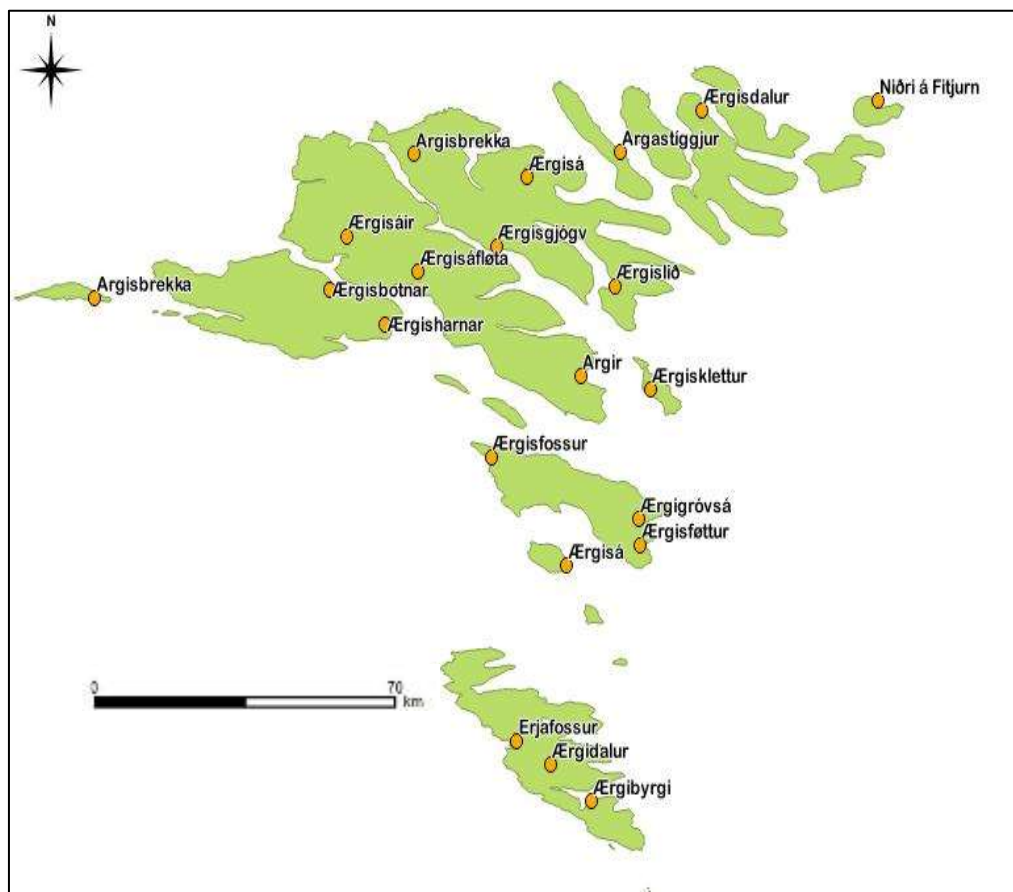 N
Niðri á Fitjurn
Ærgisdalur
Argisbrekka
Argastíggjur
Ærgisá
Ærgisáir
Ærgisgjógv
Ærgisáfløta
Ærgislið
Argisbrekka
Ærgisbotnar
Ærgisharnar
Argir
Ærgisklettur
Ærgisfossur
Ærgigróvsá
Ærgisføttur
Ærgisá
0 70
km
Erjafossur
Ærgidalur
Ærgibyrgi